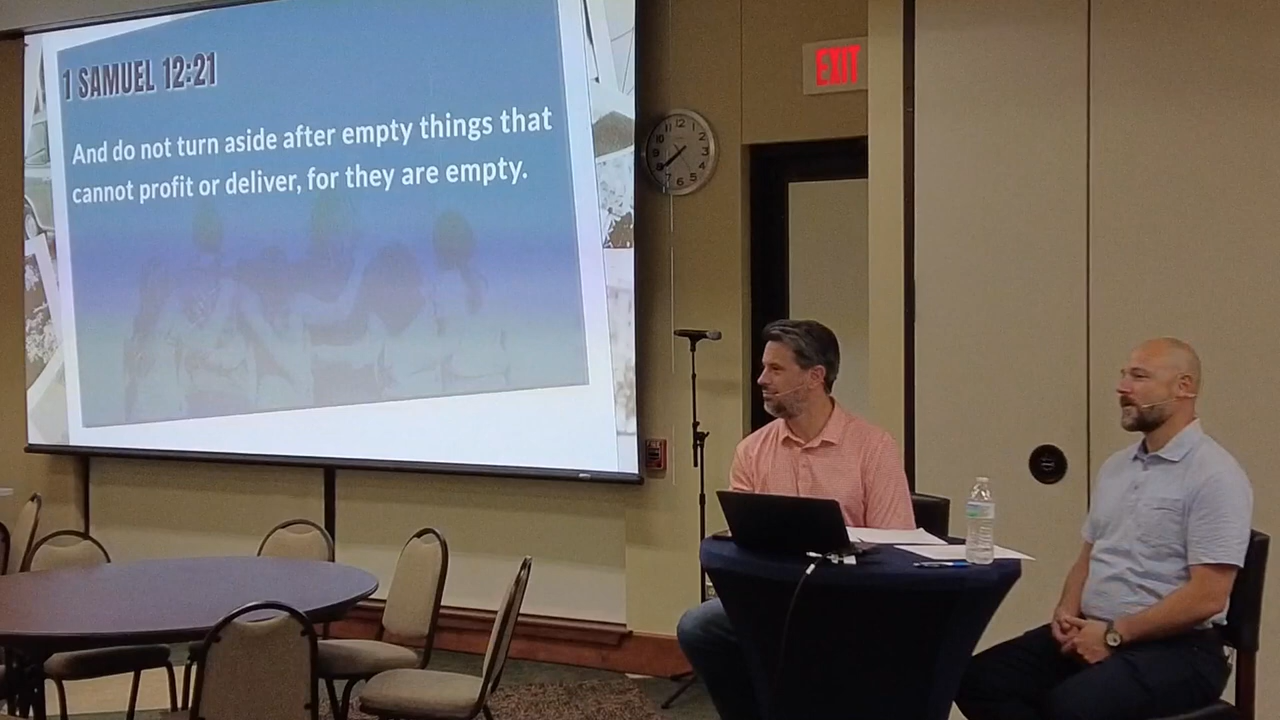 1 SAMUEL 12:21
And do not turn aside after empty things that
cannot profit or deliver, for they are empty.
EXIT